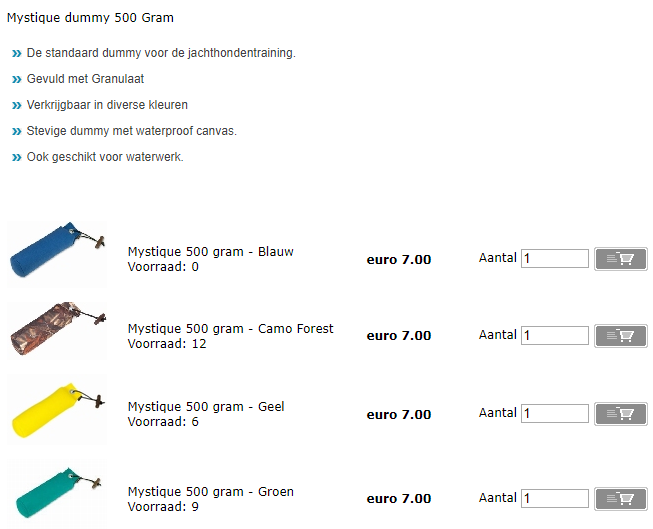 Mystique dummy 500 Gram
» De standaard dummy voor de jachthondentraining.
» Gevuld met Granulaat
» Verkrijgbaar in diverse kleuren
» Stevige dummy met waterproof canvas.
» Ook geschikt voor waterwerk.
Mystique 500 gram - Blauw
Voorraad: 0
euro 7.00
Aantal 1
Mystique 500 gram - Camo Forest
Voorraad: 12
euro 7.00
Aantal 1
Mystique 500 gram - Geel
Voorraad: 6
euro 7.00
Aantal 1
Mystique 500 gram - Groen
Voorraad: 9
euro 7.00
Aantal 1